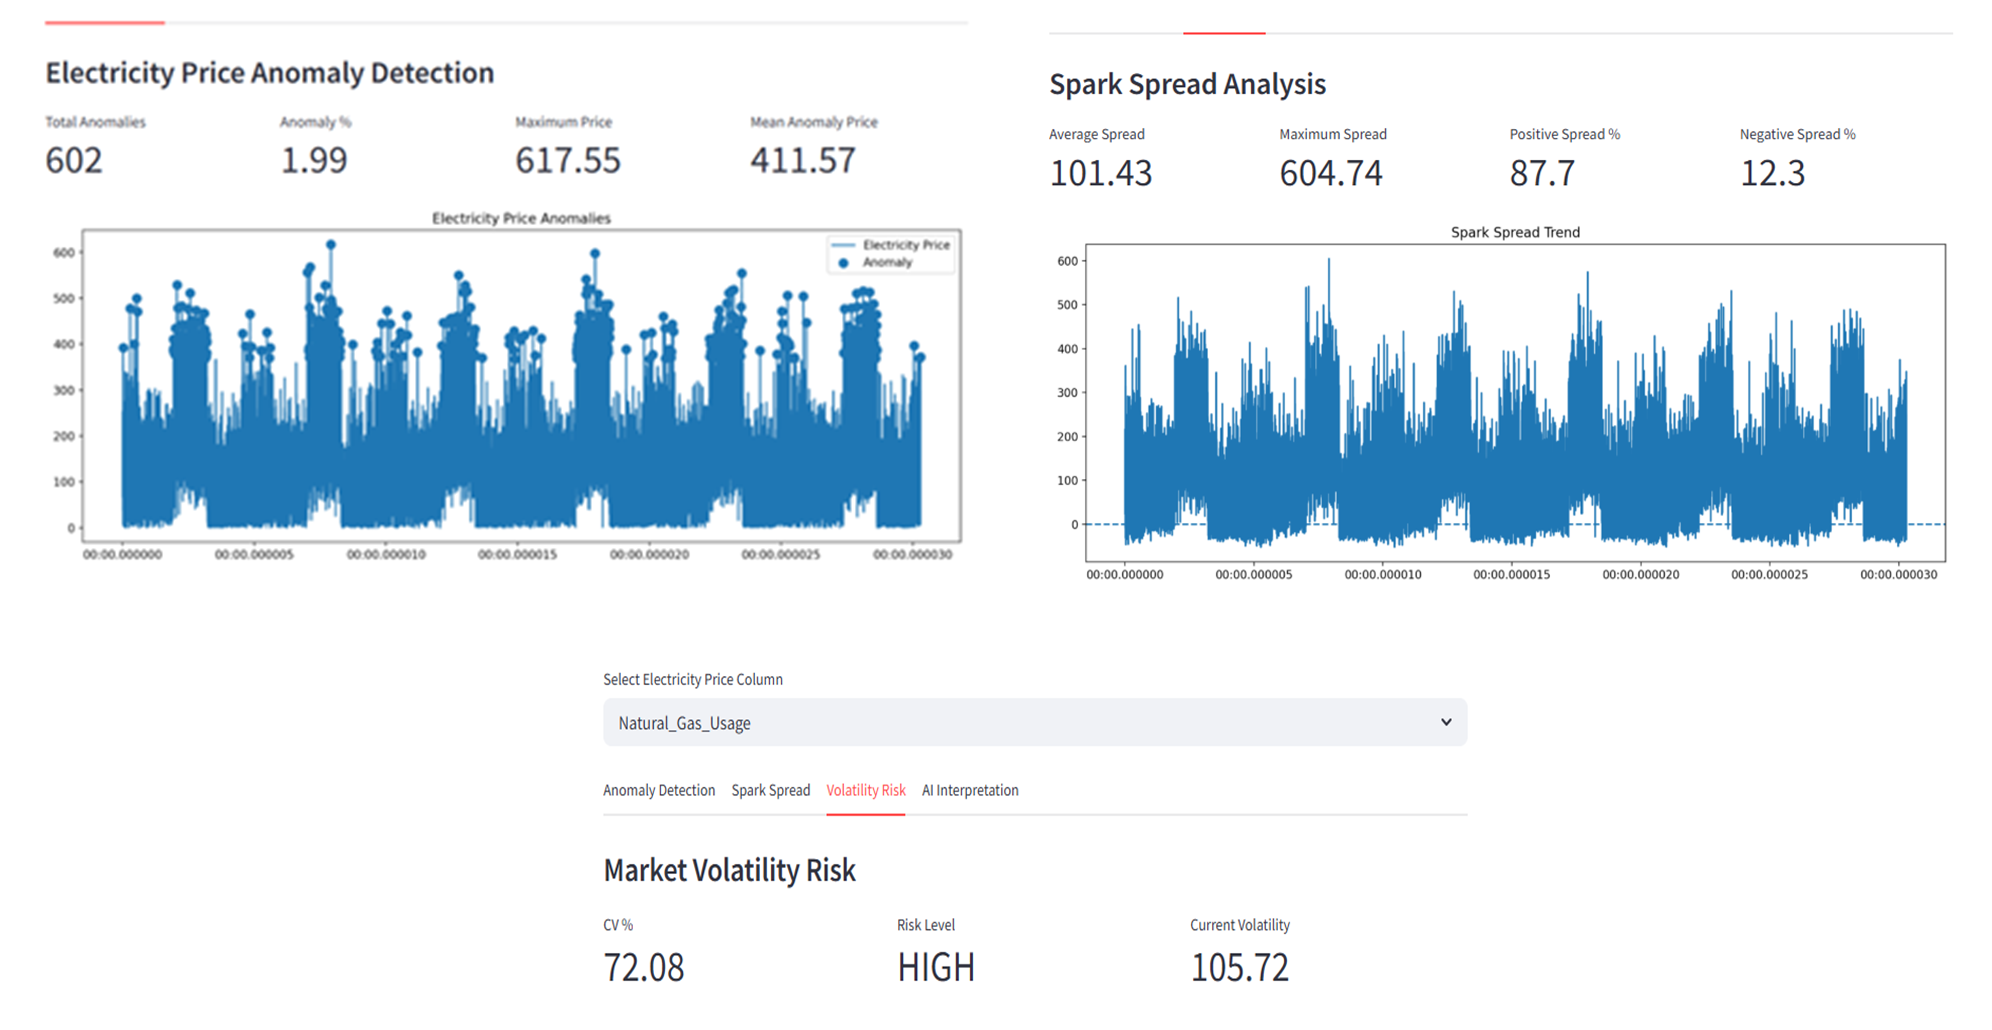 Electricity Price Anomaly Detection
Total Anomalies
Anomaly %
Maximum Price
Mean Anomaly Price
602
1.99
617.55
411.57
Electricity Price Anomalies
Electricity Price
Anomaly
600
500
400
300
200
100
0
00:00.000000
00:00.000005
00:00.000010
00:00.000015
00:00.000020
00:00.000025
00:00.000030
Spark Spread Analysis
Average Spread
Maximum Spread
Positive Spread %
Negative Spread %
101.43
604.74
87.7
12.3
Spark Spread Trend
600
500
400
300
200
100
0
00:00.000000
00:00.000005
00:00.000010
00:00.000015
00:00.000020
00:00.000025
00:00.000030
Select Electricity Price Column
Natural_Gas_Usage
Anomaly Detection
Spark Spread
Volatility Risk
AI Interpretation
Market Volatility Risk
CV %
Risk Level
Current Volatility
72.08
HIGH
105.72